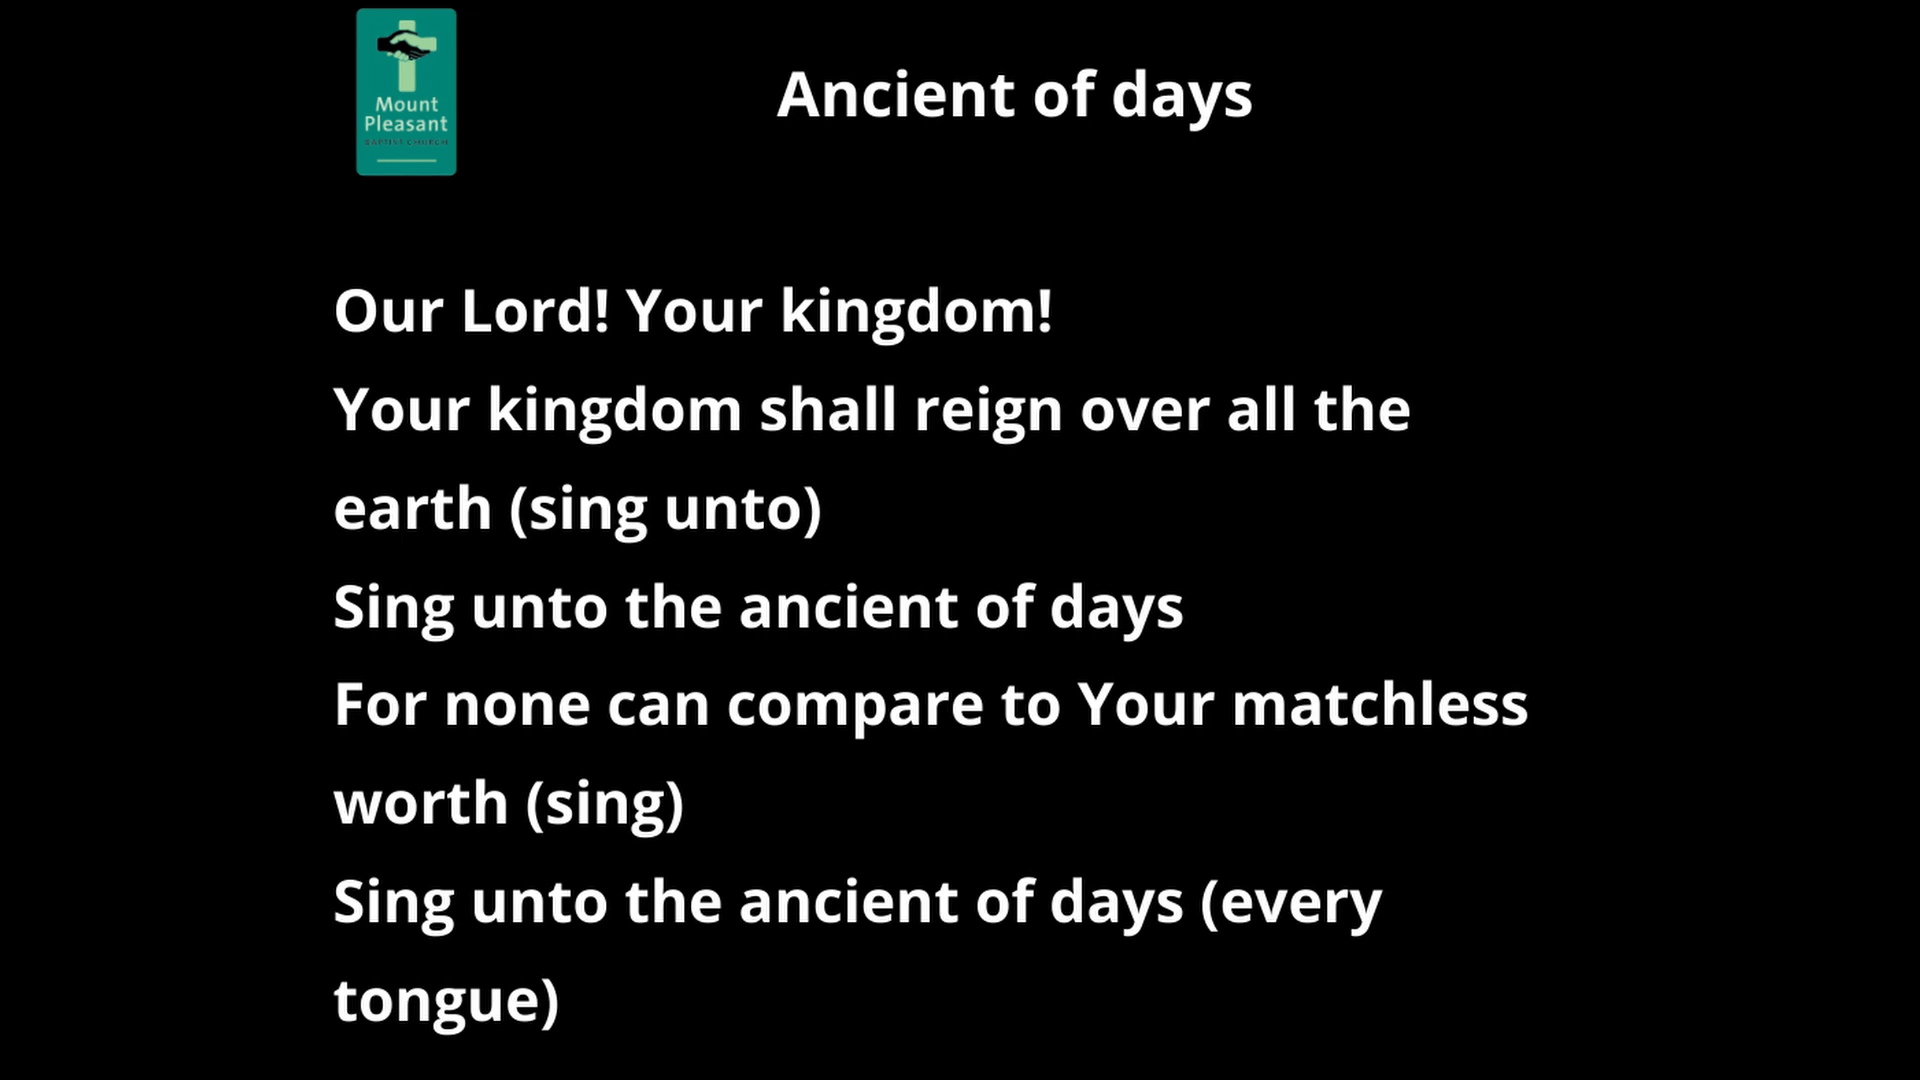 Mount
Pleasant
BAPTIST CHURCH
Ancient of days
Our Lord! Your kingdom!
Your kingdom shall reign over all the
earth (sing unto)
Sing unto the ancient of days
For none can compare to Your matchless
worth (sing)
Sing unto the ancient of days (every
tongue)